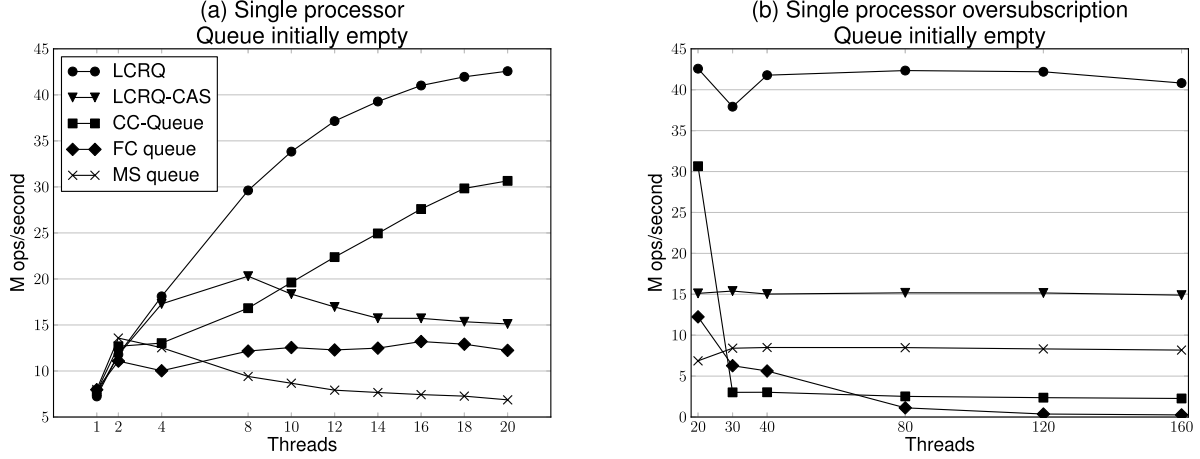 (a) Single processor
Queue initially empty
45
40
35
30
25
20
15
10
5
M ops/second
LCRQ
LCRQ-CAS
CC-Queue
FC queue
MS queue
1 2 4 8 10 12 14 16 18 20
Threads
(b) Single processor oversubscription
Queue initially empty
45
40
35
30
25
20
15
10
5
0
M ops/second
20 30 40 80 120 160
Threads